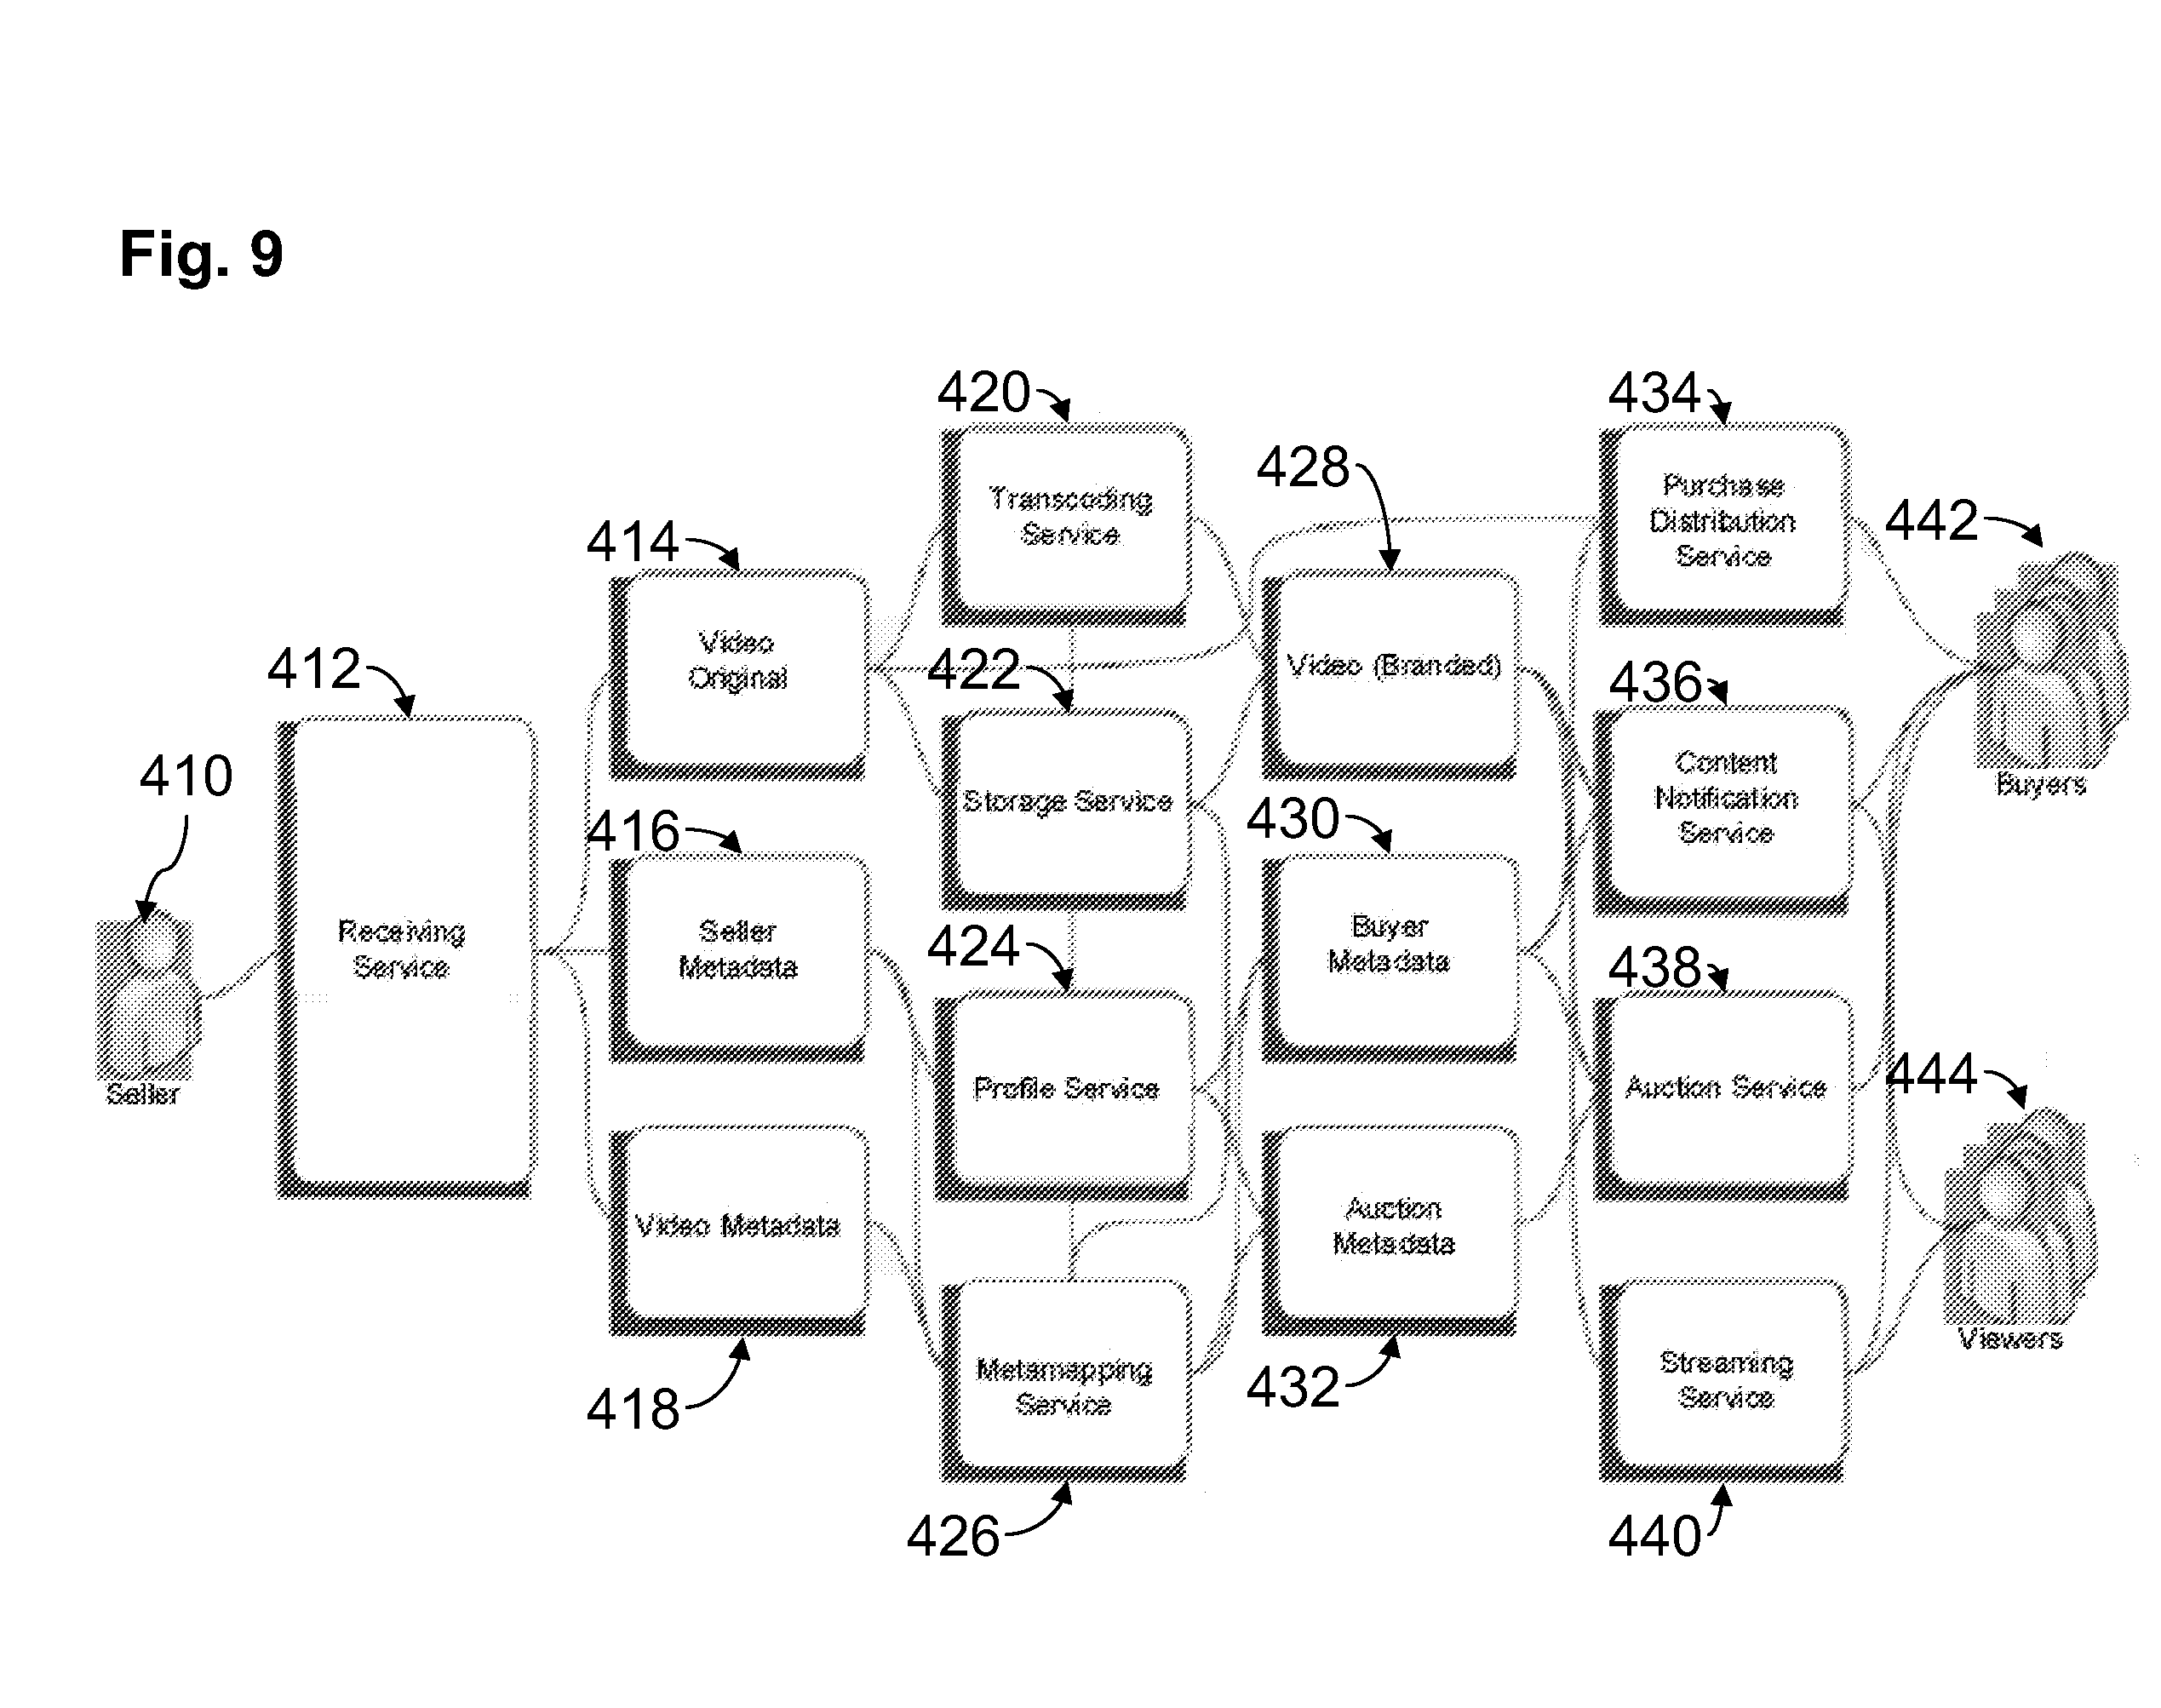 Fig. 9
420
434
428
442
414
Transcoding
Service
Purchase
Distribution
Service
412
Video
Original
422
Video (Branded)
436
410
416
Storage Service
430
Content
Notification
Service
Buyers
Receiving
Service
Seller
Metadata
424
Buyer
Metadata
438
Seller
Profile Service
Auction Service
444
Video Metadata
Auction
Metadata
418
Metamapping
Service
432
Streaming
Service
Viewers
426
440